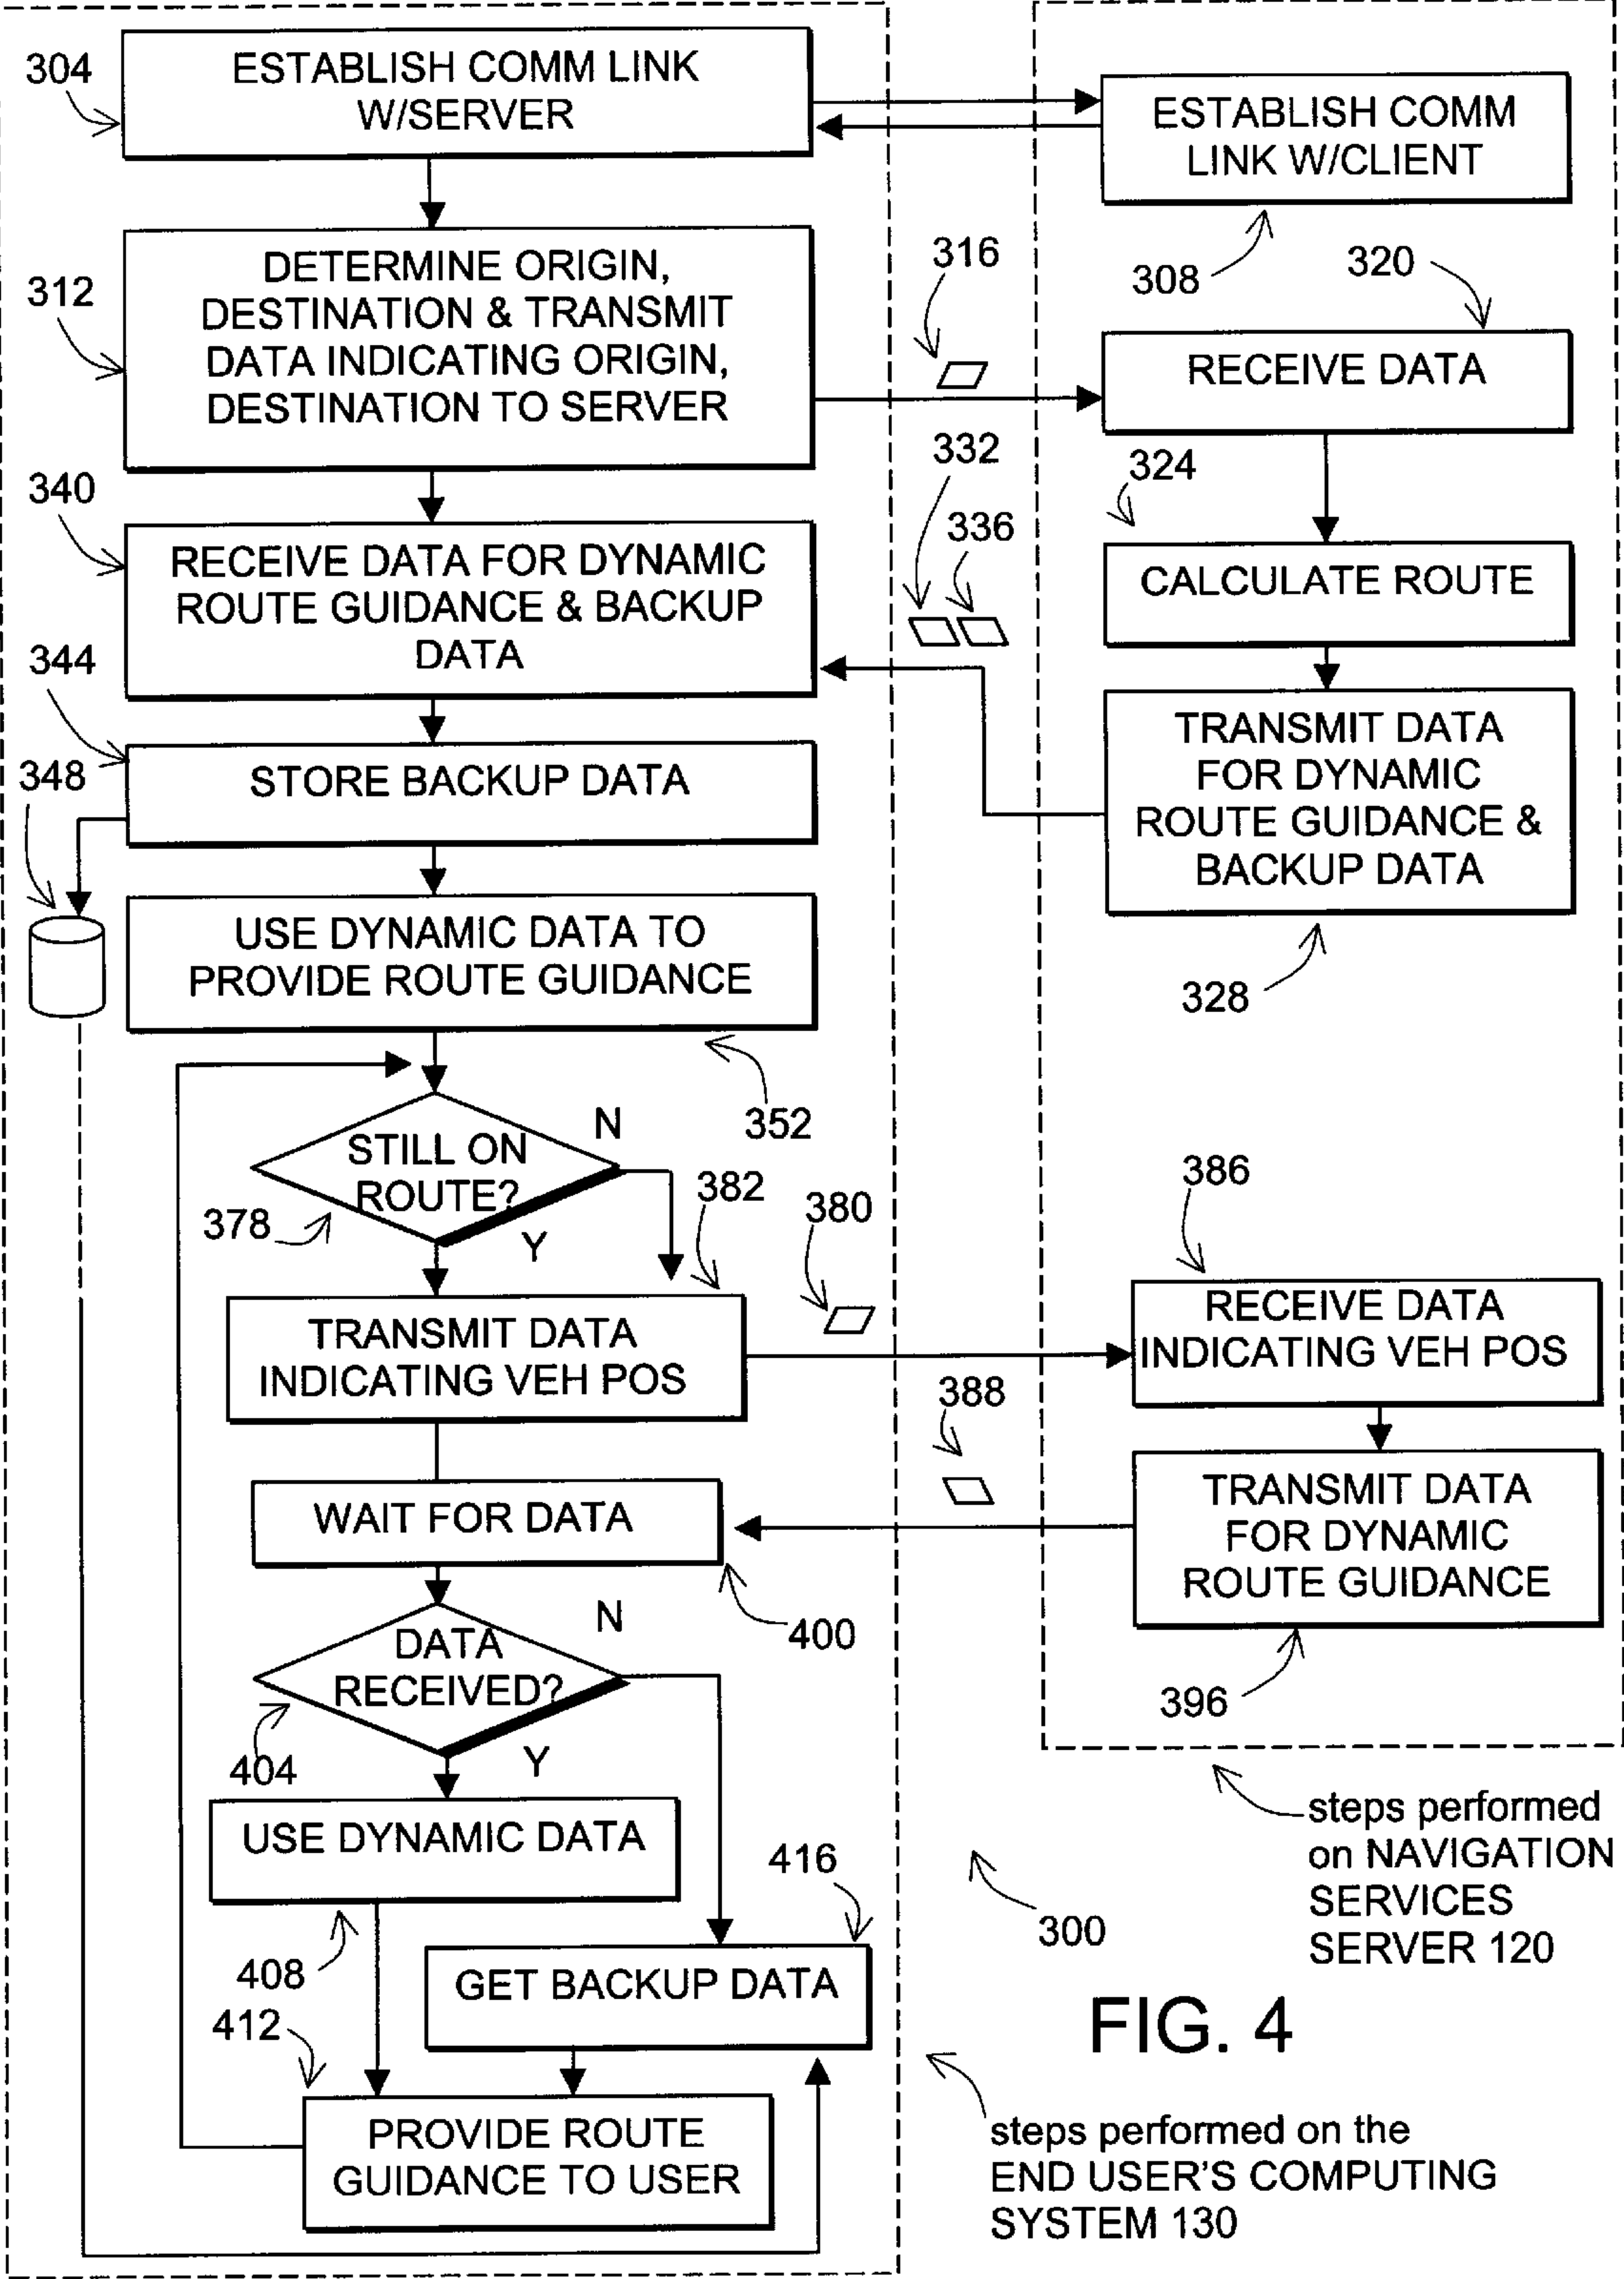 304
ESTABLISH COMM LINK
W/SERVER
ESTABLISH COMM
LINK W/CLIENT
308
312
DETERMINE ORIGIN,
DESTINATION & TRANSMIT
DATA INDICATING ORIGIN,
DESTINATION TO SERVER
316
320
RECEIVE DATA
324
CALCULATE ROUTE
332
336
340
RECEIVE DATA FOR DYNAMIC
ROUTE GUIDANCE & BACKUP
DATA
TRANSMIT DATA
FOR DYNAMIC
ROUTE GUIDANCE &
BACKUP DATA
328
344
STORE BACKUP DATA
348
USE DYNAMIC DATA TO
PROVIDE ROUTE GUIDANCE
352
STILL ON
ROUTE?
N
Y
378
382
380
TRANSMIT DATA
INDICATING VEH POS
386
RECEIVE DATA
INDICATING VEH POS
388
TRANSMIT DATA
FOR DYNAMIC
ROUTE GUIDANCE
396
WAIT FOR DATA
400
DATA
RECEIVED?
N
Y
404
USE DYNAMIC DATA
408
416
GET BACKUP DATA
412
PROVIDE ROUTE
GUIDANCE TO USER
steps performed
on NAVIGATION
SERVICES
SERVER 120
300
FIG. 4
steps performed on the
END USER'S COMPUTING
SYSTEM 130